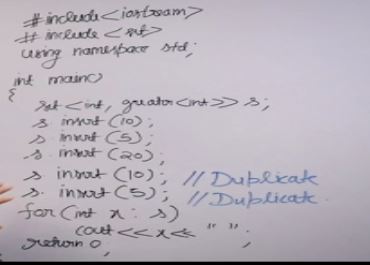 #include<iostream>
# include <set>
using namespace std;
int main()
{
set <int, greater<int>> s;
s. insert (10);
s. insert (5);
s. insert (20);
s. insert (10); // Duplicate
s. insert (5); // Duplicate.
for (int x : s)
cout<<x<< " ";
return 0;